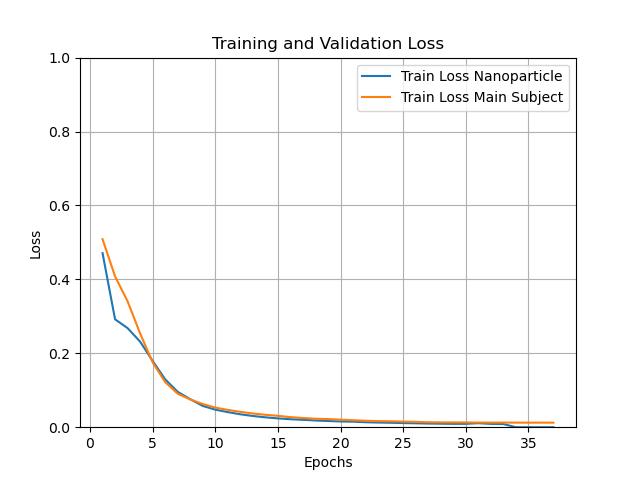 Training and Validation Loss
Train Loss Nanoparticle
Train Loss Main Subject
Loss
1.0
0.8
0.6
0.4
0.2
0.0
0 5 10 15 20 25 30 35
Epochs